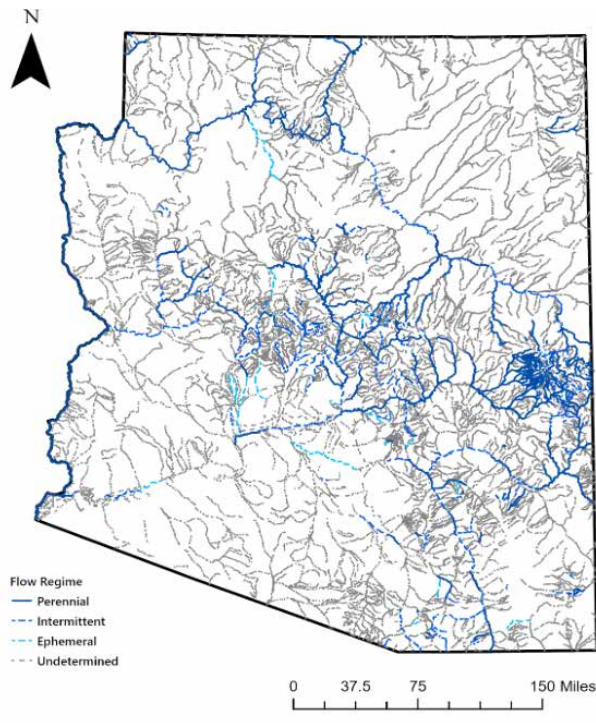 N
Flow Regime
Perennial
Intermittent
Ephemeral
Undetermined
0 37.5 75 150 Miles